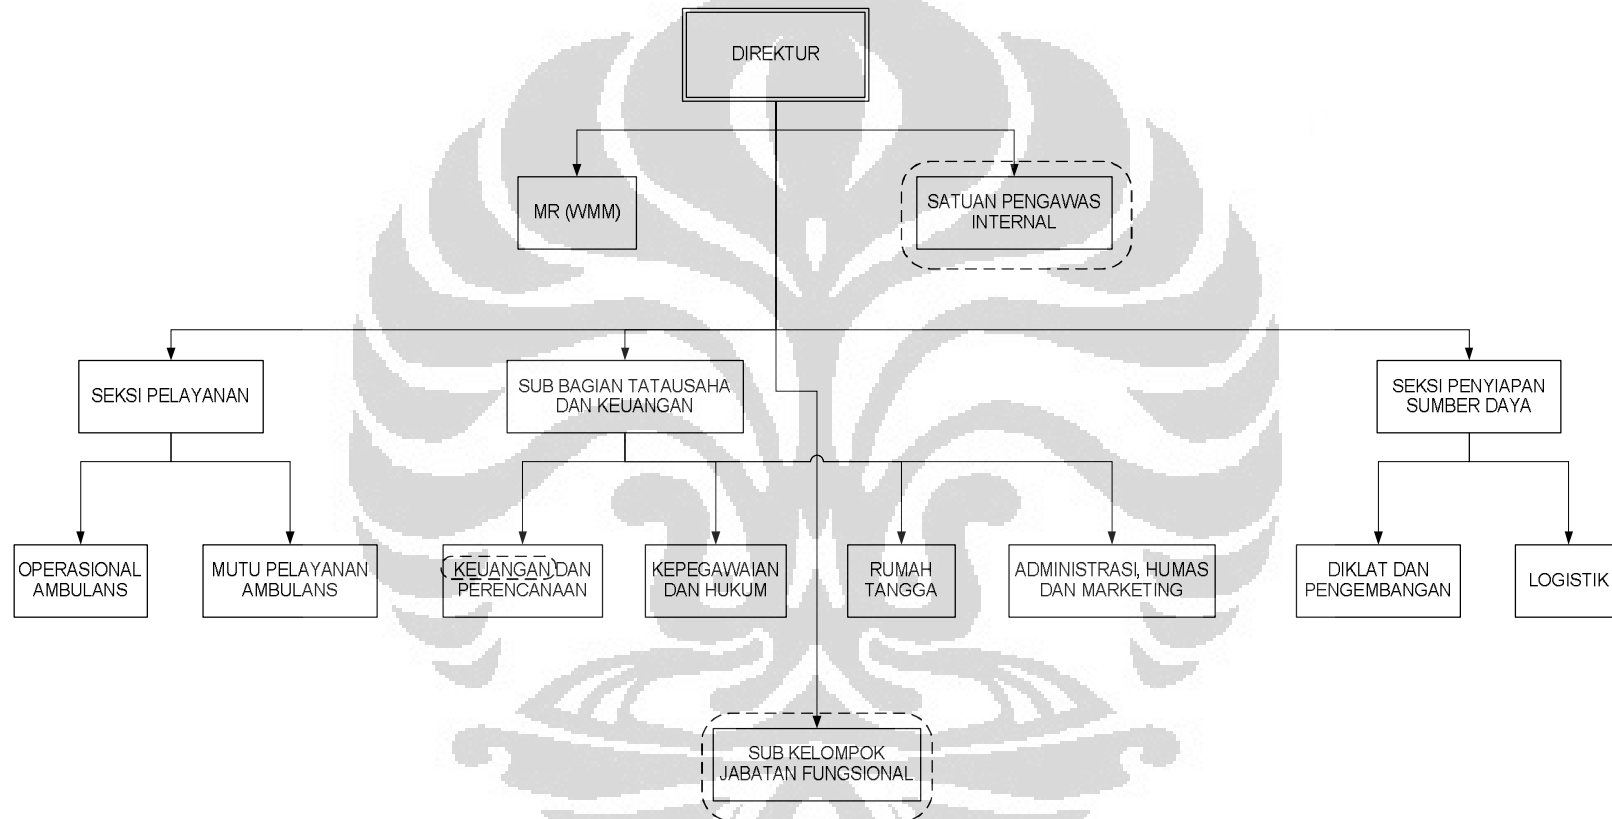 DIREKTUR
MR (WMM)
SATUAN PENGAWAS
INTERNAL
SEKSI PELAYANAN
SUB BAGIAN TATAUSAHA
DAN KEUANGAN
SEKSI PENYIAPAN
SUMBER DAYA
OPERASIONAL
AMBULANS
MUTU PELAYANAN
AMBULANS
KEUANGAN DAN
PERENCANAAN
KEPEGAWAIAN
DAN HUKUM
RUMAH
TANGGA
ADMINISTRASI, HUMAS
DAN MARKETING
DIKLAT DAN
PENGEMBANGAN
LOGISTIK
SUB KELOMPOK
JABATAN FUNGSIONAL